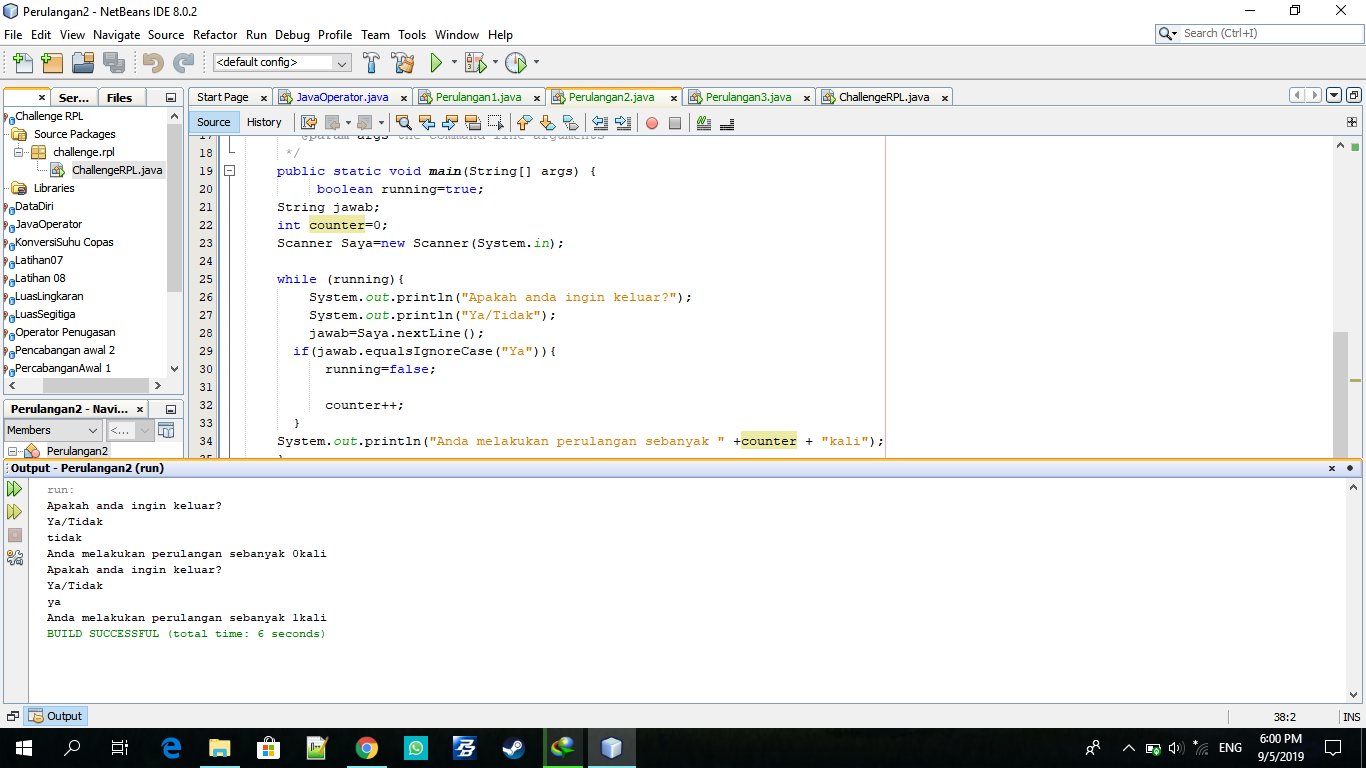 Perulangan2 - NetBeans IDE 8.0.2
File Edit View Navigate Source Refactor Run Debug Profile Team Tools Window Help
Search (Ctrl+I)
<default config>
Ser... Files
Start Page JavaOperator.java Perulangan1.java Perulangan2.java Perulangan3.java ChallengeRPL.java
Source History
Challenge RPL
Source Packages
challenge.rpl
ChallengeRPL.java
Libraries
DataDiri
JavaOperator
KonversiSuhu Copas
Latihan07
Latihan 08
LuasLingkaran
LuasSegitiga
Operator Penugasan
Pencabangan awal 2
PercabanganAwal 1
Perulangan2 - Navi...
Members <...
Perulangan2
17 @param args the command line arguments
18 */
19 public static void main(String[] args) {
20 boolean running=true;
21 String jawab;
22 int counter=0;
23 Scanner Saya=new Scanner(System.in);
24
25 while (running){
26 System.out.println("Apakah anda ingin keluar?");
27 System.out.println("Ya/Tidak");
28 jawab=Saya.nextLine();
29 if(jawab.equalsIgnoreCase("Ya")){
30 running=false;
31
32 counter++;
33 }
34 System.out.println("Anda melakukan perulangan sebanyak " +counter + "kali");
35 }
Output - Perulangan2 (run)
run:
Apakah anda ingin keluar?
Ya/Tidak
tidak
Anda melakukan perulangan sebanyak 0kali
Apakah anda ingin keluar?
Ya/Tidak
ya
Anda melakukan perulangan sebanyak 1kali
BUILD SUCCESSFUL (total time: 6 seconds)
Output
38:2 INS
ENG
6:00 PM
9/5/2019